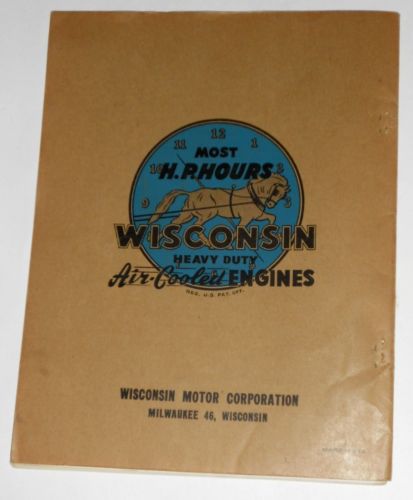 12
11 1
MOST
10 H.P. HOURS 2
9
WISCONSIN
HEAVY DUTY
Air-Cooled ENGINES
REG. U.S. PAT. OFF.
WISCONSIN MOTOR CORPORATION
MILWAUKEE 46, WISCONSIN